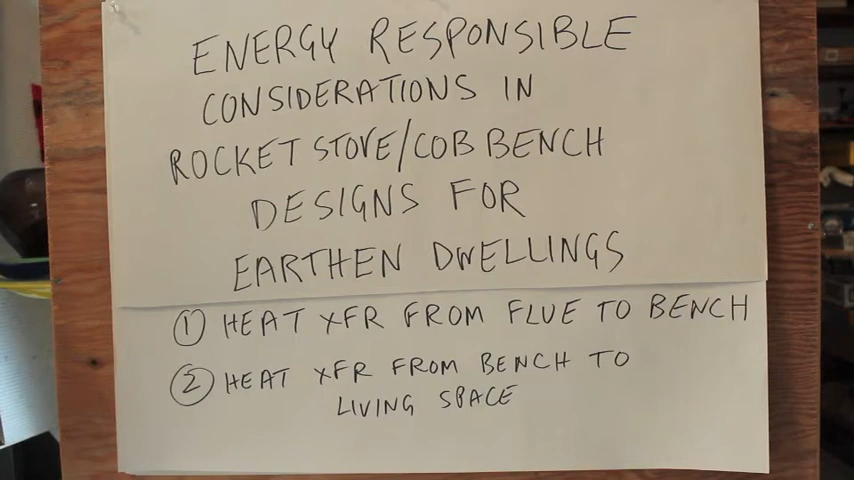 ENERGY RESPONSIBLE
CONSIDERATIONS IN
ROCKET STOVE/COB BENCH
DESIGNS FOR
EARTHEN DWELLINGS
1 HEAT XFR FROM FLUE TO BENCH
2 HEAT XFR FROM BENCH TO
LIVING SPACE